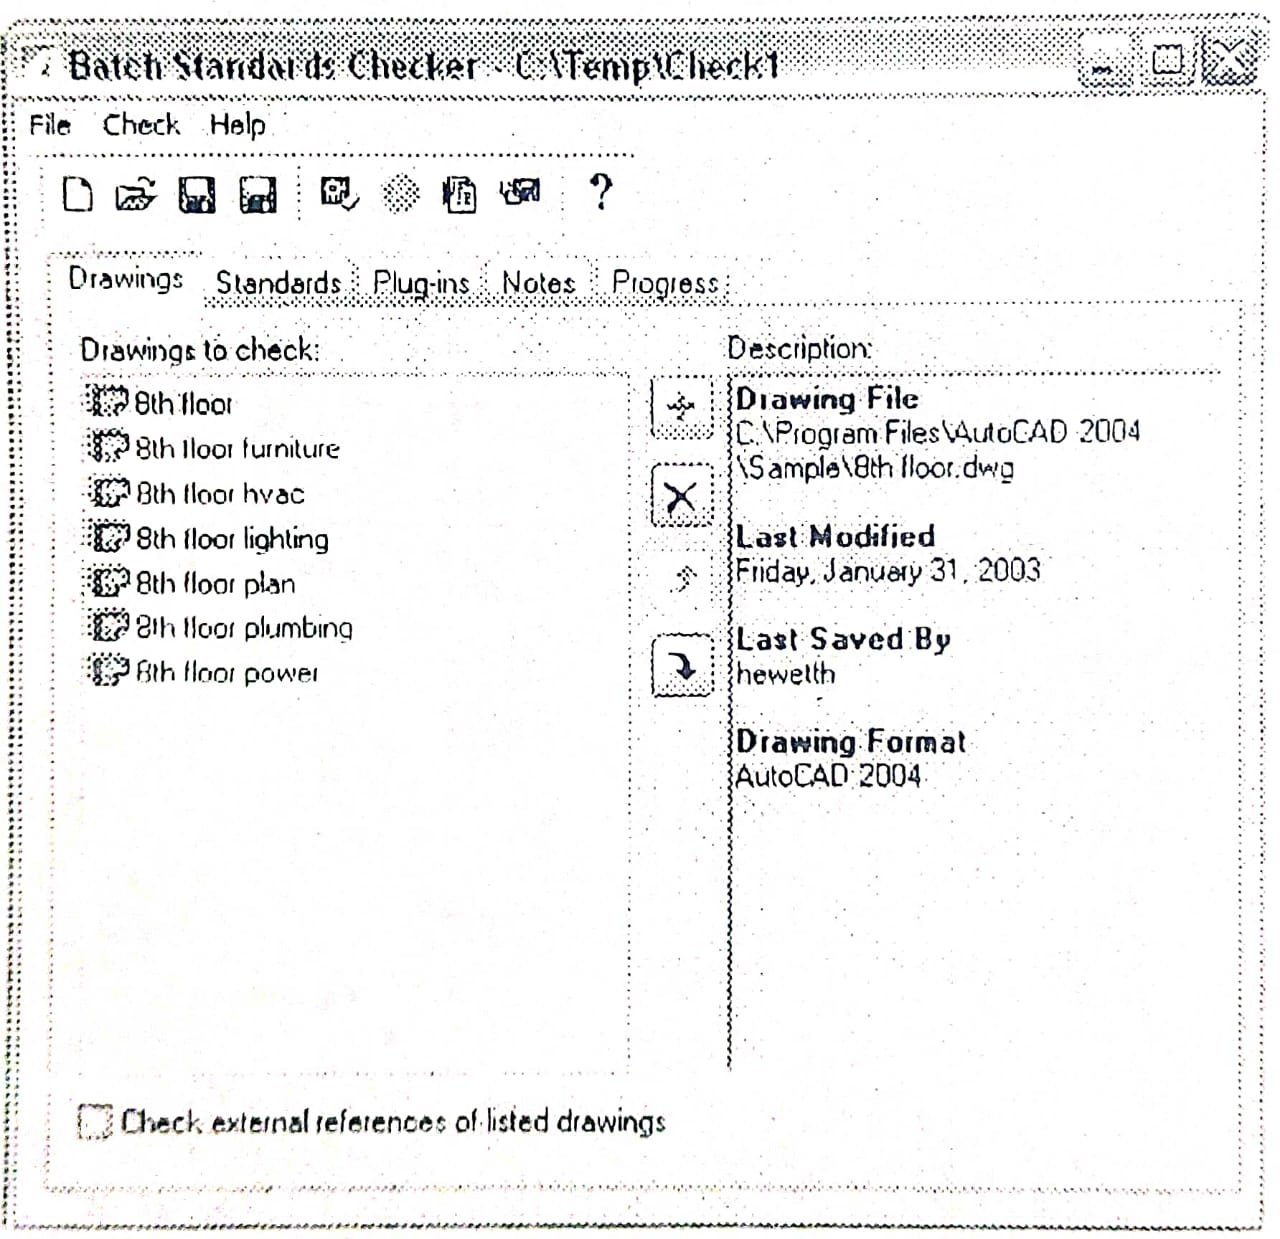 Batch Standards Checker - C:\Temp\Check1
File Check Help
?
Drawings Standards Plug-ins Notes Progress
Drawings to check:
8th floor
8th floor furniture
8th floor hvac
8th floor lighting
8th floor plan
8th floor plumbing
8th floor power
Description:
Drawing File
C:\Program Files\AutoCAD 2004
\Sample\8th floor.dwg
Last Modified
Friday, January 31, 2003
Last Saved By
hewetth
Drawing Format
AutoCAD 2004
Check external references of listed drawings